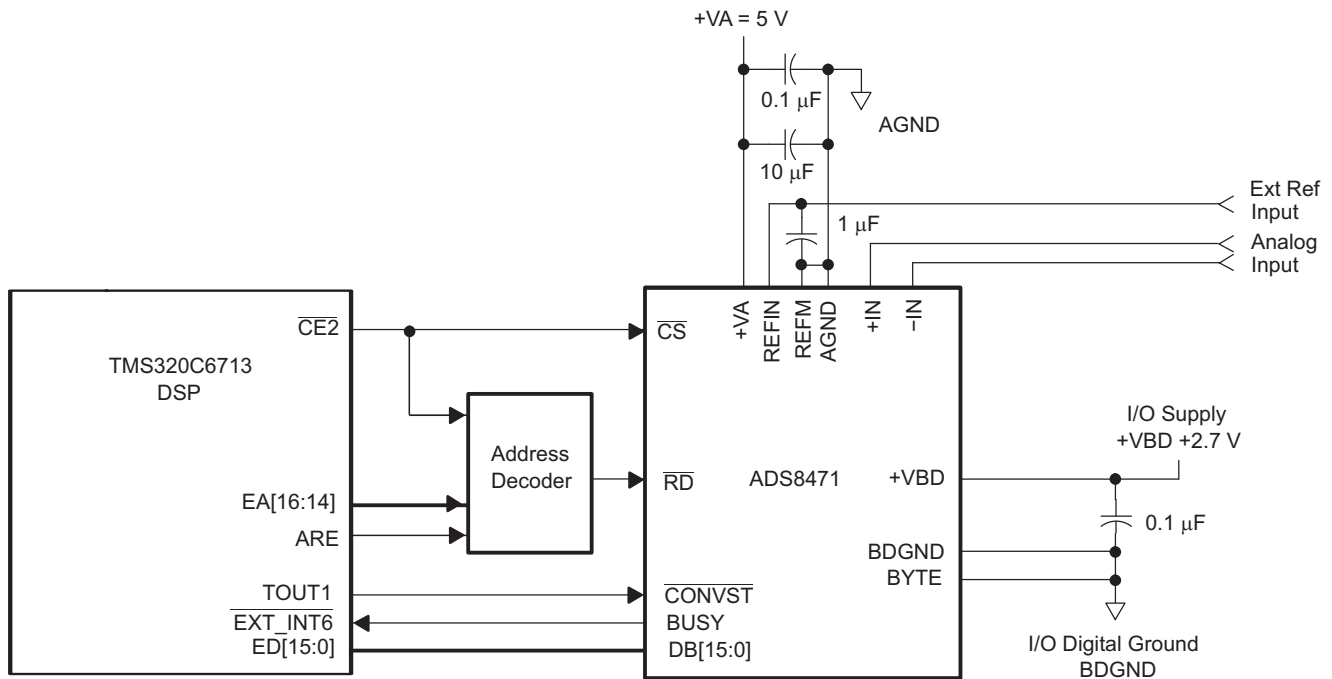 +VA = 5 V
0.1 μF
AGND
10 μF
Ext Ref
Input
1 μF
Analog
Input
+VA
REFIN
REFM
AGND
+IN
−IN
CE2
CS
TMS320C6713
DSP
I/O Supply
+VBD +2.7 V
Address
Decoder
RD
ADS8471
+VBD
EA[16:14]
0.1 μF
ARE
BDGND
BYTE
TOUT1
CONVST
EXT_INT6
BUSY
ED[15:0]
DB[15:0]
I/O Digital Ground
BDGND